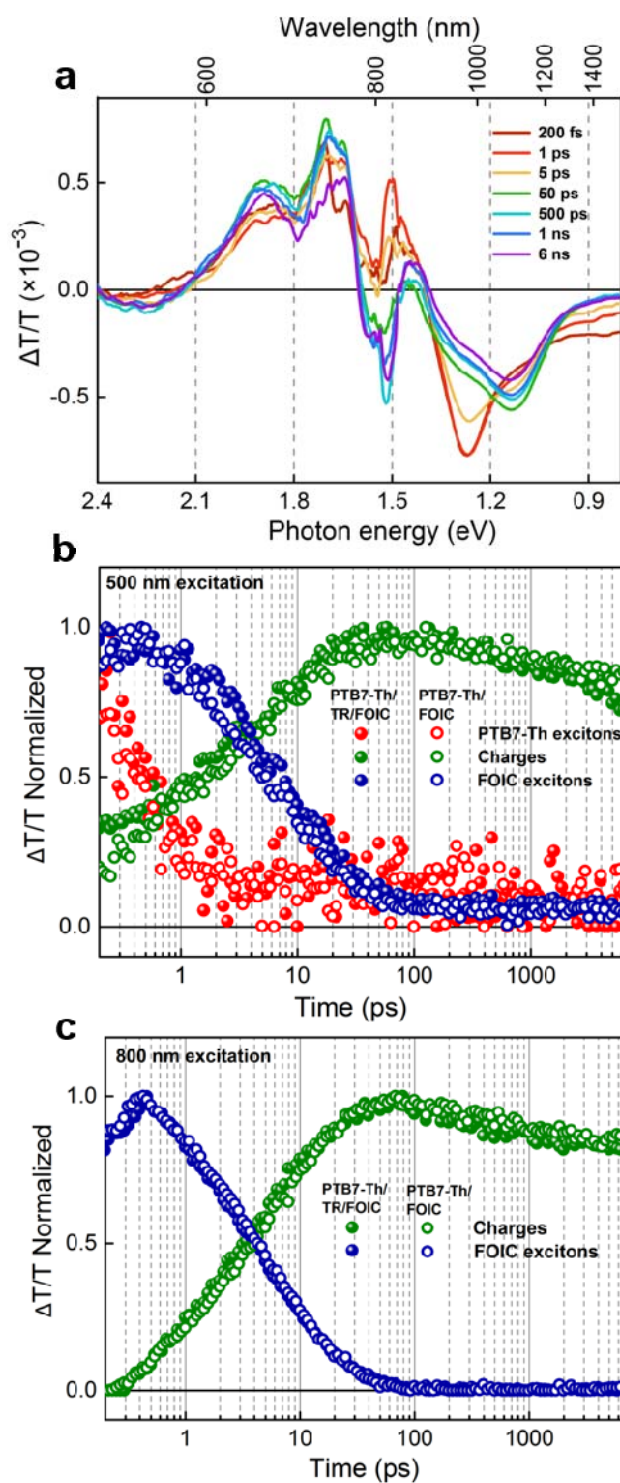 Wavelength (nm)
a
600
800
1000
1200
1400
ΔT/T (×10⁻³)
0.5
0.0
-0.5
200 fs
1 ps
5 ps
50 ps
500 ps
1 ns
6 ns
2.4 2.1 1.8 1.5 1.2 0.9
Photon energy (eV)
b
500 nm excitation
ΔT/T Normalized
1.0
0.5
0.0
PTB7-Th/ PTB7-Th/
TR/FOIC FOIC
PTB7-Th excitons
Charges
FOIC excitons
1 10 100 1000
Time (ps)
c
800 nm excitation
ΔT/T Normalized
1.0
0.5
0.0
PTB7-Th/ PTB7-Th/
TR/FOIC FOIC
Charges
FOIC excitons
1 10 100 1000
Time (ps)